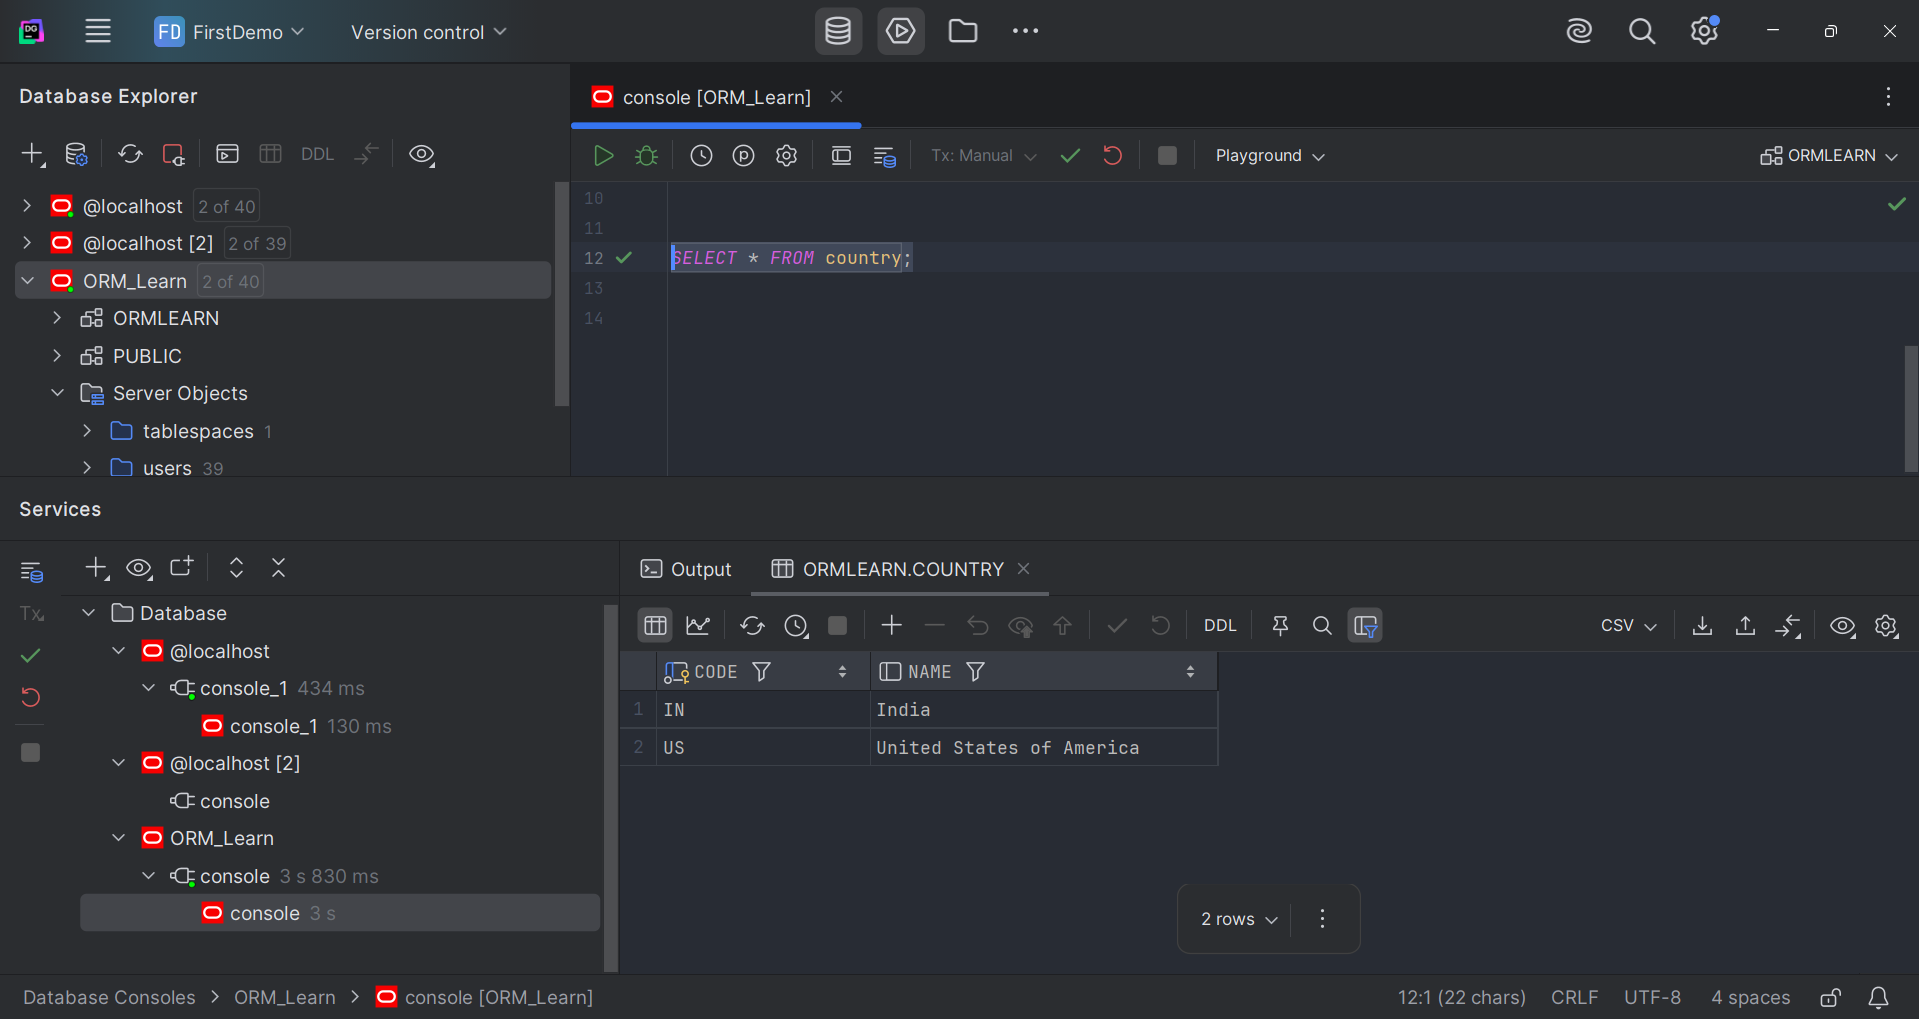 DG
FD FirstDemo
Version control
Database Explorer
DDL
@localhost 2 of 40
@localhost [2] 2 of 39
ORM_Learn 2 of 40
ORMLEARN
PUBLIC
Server Objects
tablespaces 1
users 39
console [ORM_Learn]
P
Tx: Manual
Playground
ORMLEARN
10
11
12 SELECT * FROM country;
13
14
Services
Tx
Database
@localhost
console_1 434 ms
console_1 130 ms
@localhost [2]
console
ORM_Learn
console 3 s 830 ms
console 3 s
Output
ORMLEARN.COUNTRY
DDL
CSV
CODE NAME
1 IN India
2 US United States of America
2 rows
Database Consoles > ORM_Learn > console [ORM_Learn]
12:1 (22 chars) CRLF UTF-8 4 spaces